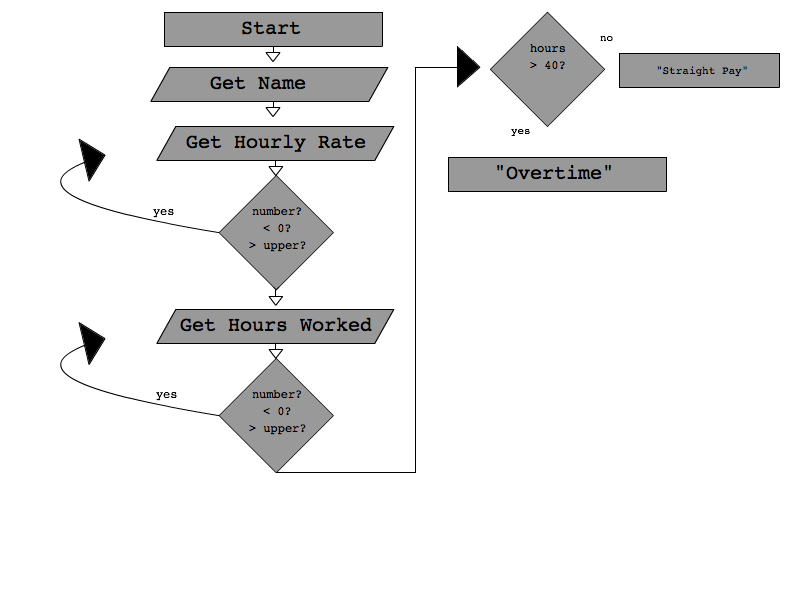 Start
Get Name
Get Hourly Rate
yes
number?
< 0?
> upper?
Get Hours Worked
yes
number?
< 0?
> upper?
hours
> 40?
no
"Straight Pay"
yes
"Overtime"